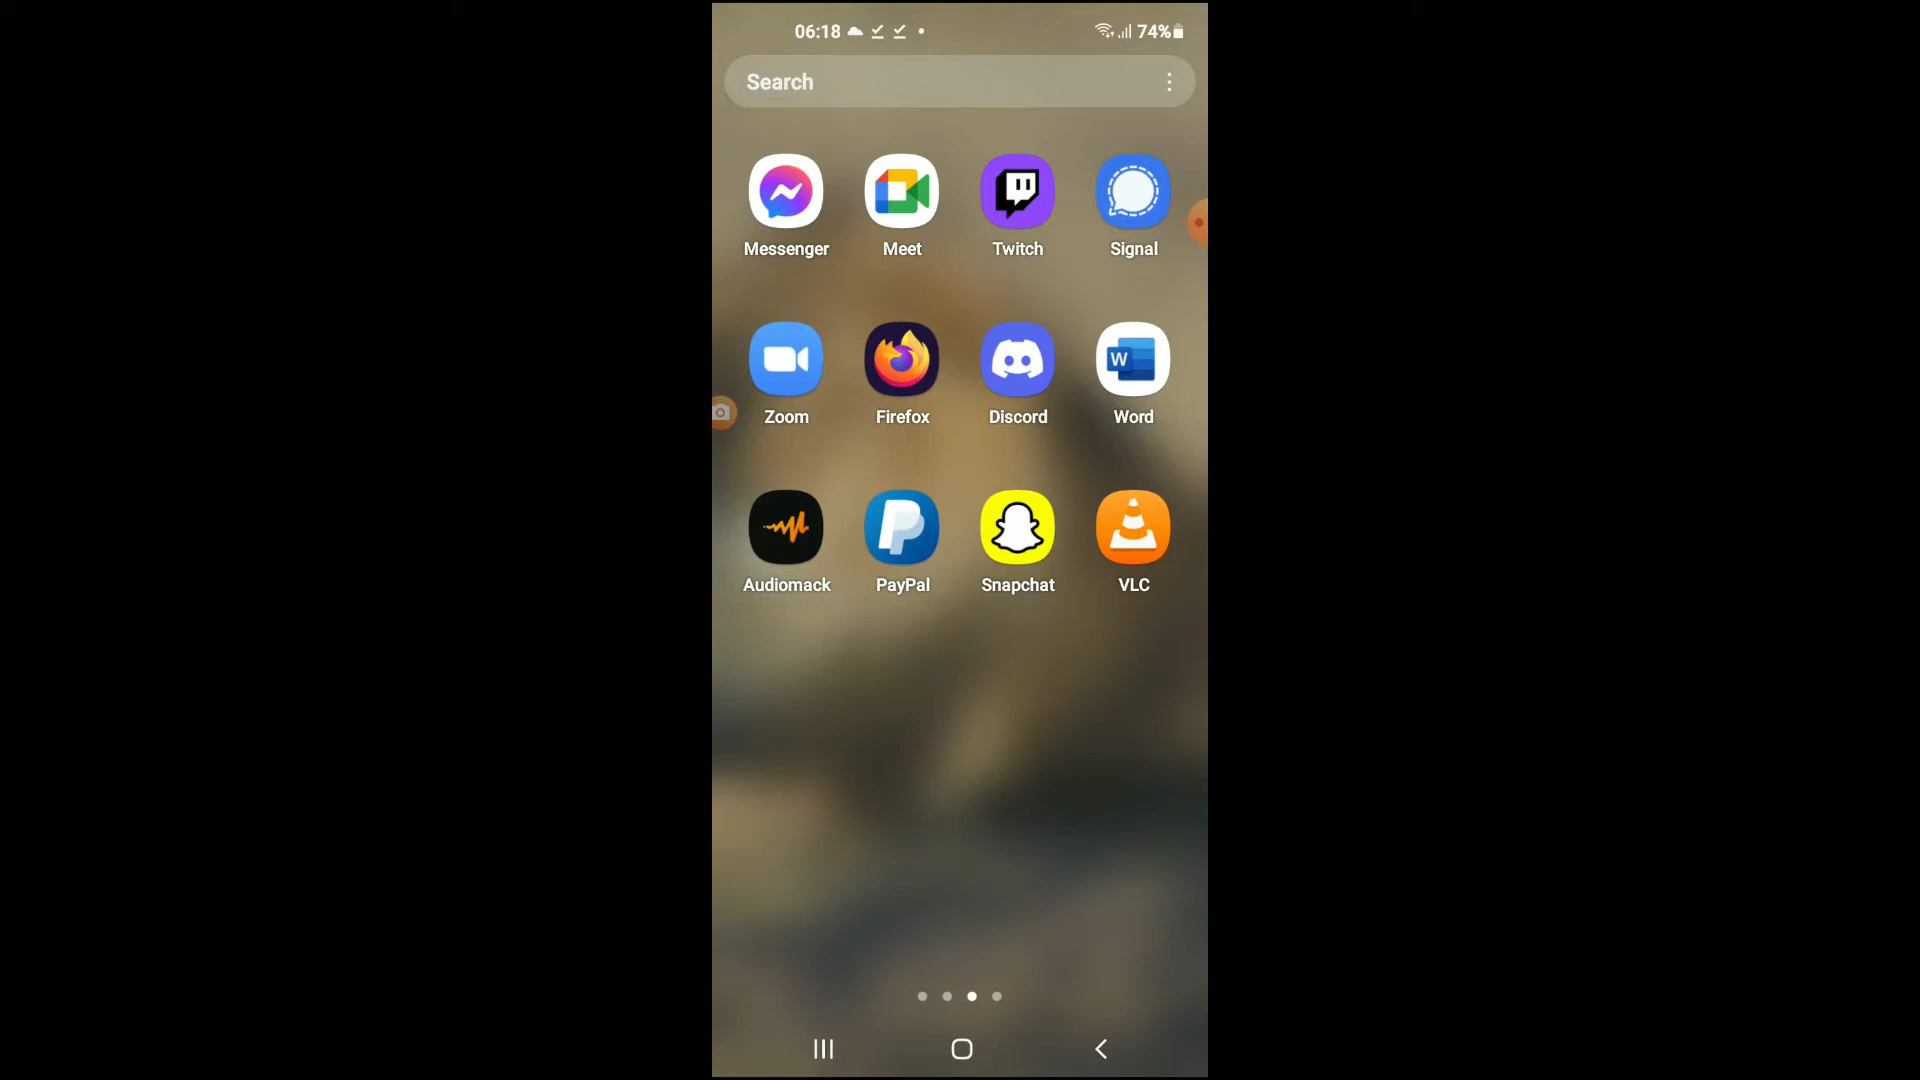 06:18 74%
Search
Messenger Meet Twitch Signal
Zoom Firefox Discord Word
W
Audiomack PayPal Snapchat VLC